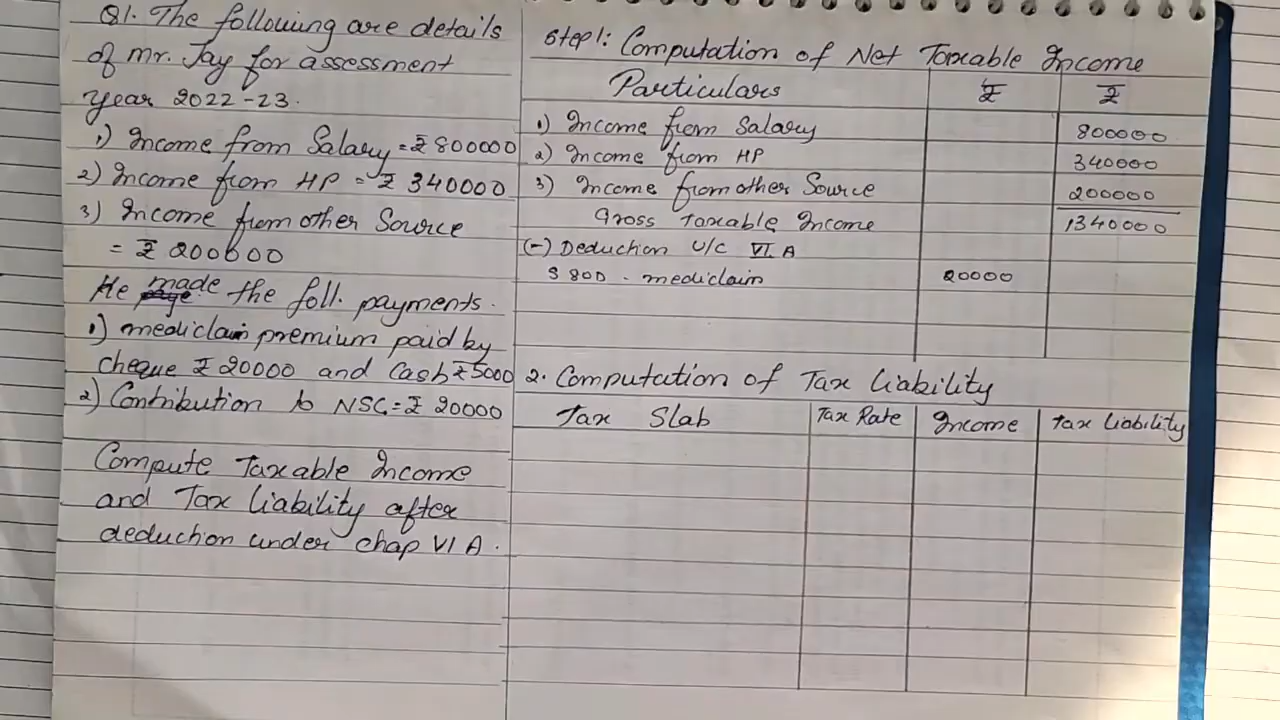 Q1. The following are details
of mr. Jay for assessment
year 2022-23.
1) Income from Salary = ₹ 800000
2) Income from HP = ₹ 340000
3) Income from other Source
= ₹ 200000
He made the foll. payments.
1) mediclaim premium paid by
cheque ₹ 20000 and Cash ₹ 5000
2) Contribution to NSC = ₹ 20000
Compute Taxable Income
and Tax liability after
deduction under chap VI A.
Step 1: Computation of Net Taxable Income
Particulars ₹ ₹
1) Income from Salary 800000
2) Income from HP 340000
3) Income from other Source 200000
Gross Taxable Income 1340000
(-) Deduction U/C VI. A
S 80D - mediclaim 20000
2. Computation of Tax liability
Tax Slab Tax Rate Income Tax liability